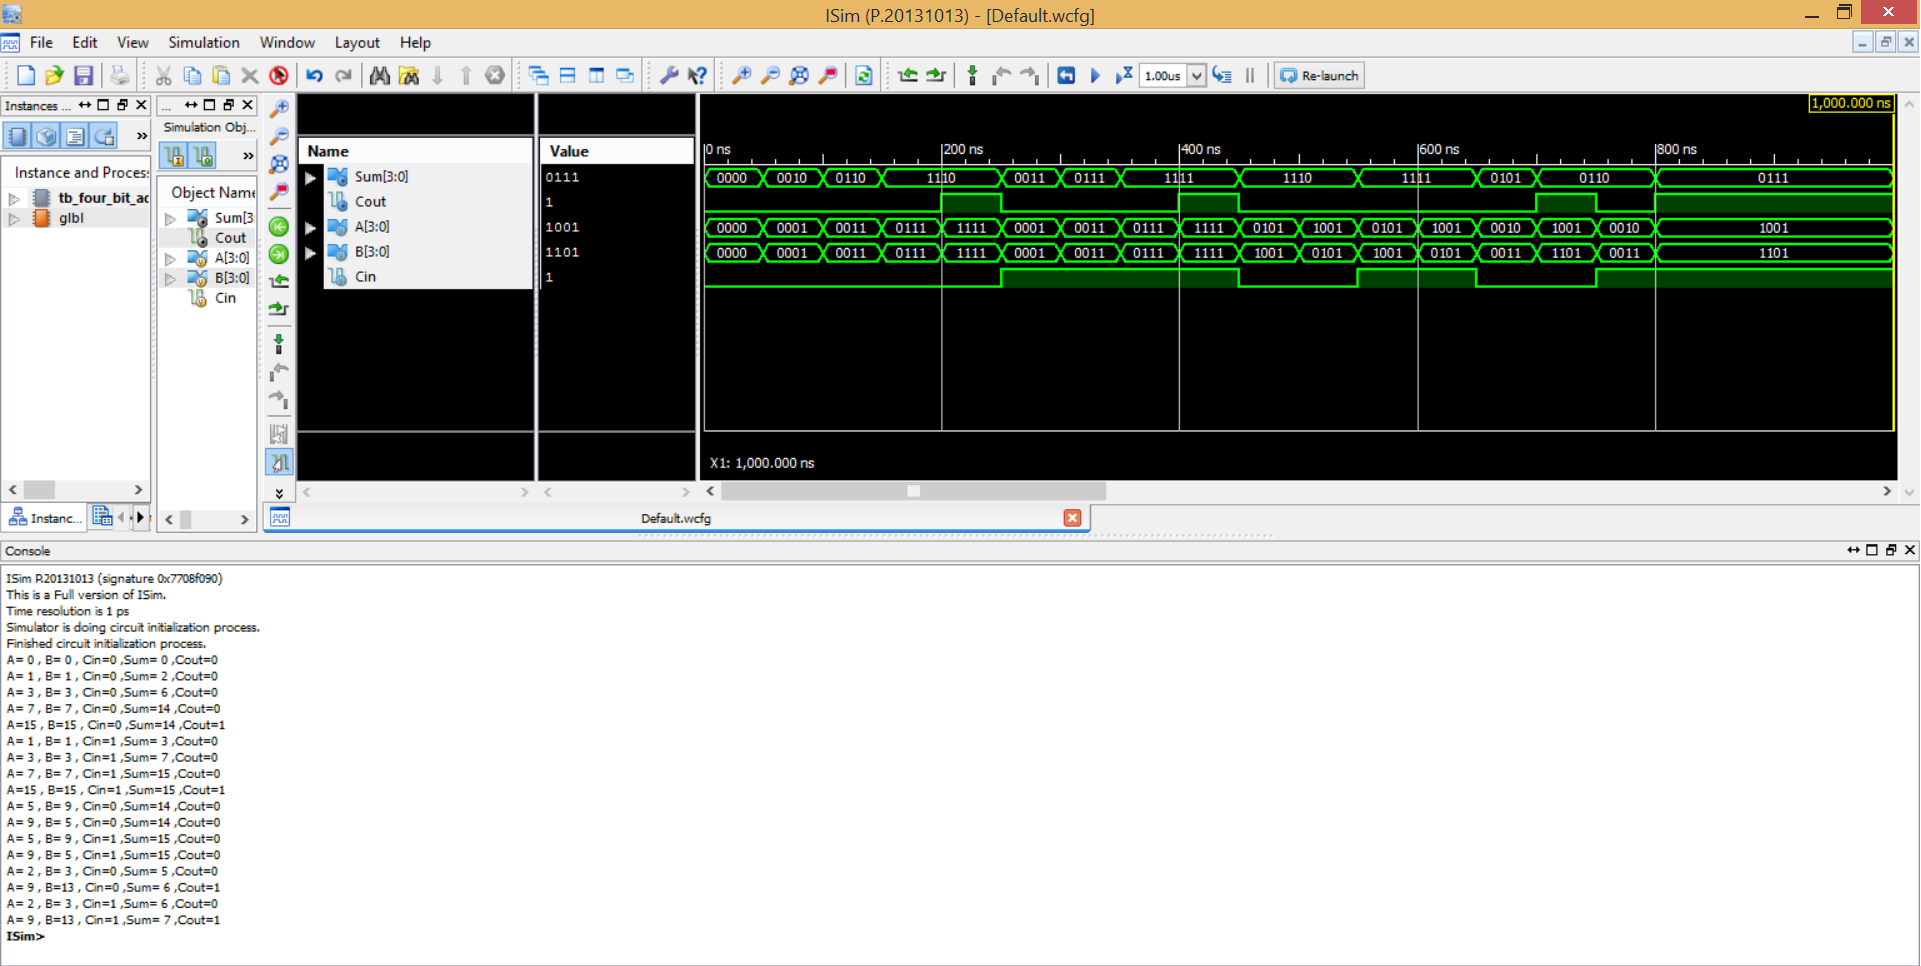 ISim (P.20131013) - [Default.wcfg]
File Edit View Simulation Window Layout Help
1.00us Re-launch
Instances ...
Instance and Process
tb_four_bit_ac
glbl
Instanc...
...
Simulation Obj...
Object Name
Sum[3:
Cout
A[3:0]
B[3:0]
Cin
Name Value
Sum[3:0] 0111
Cout 1
A[3:0] 1001
B[3:0] 1101
Cin 1
1,000.000 ns
0 ns 200 ns 400 ns 600 ns 800 ns
0000 0010 0110 1110 0011 0111 1111 1110 1111 0101 0110 0111
0000 0001 0011 0111 1111 0001 0011 0111 1111 0101 1001 0101 1001 0010 1001 0010 1001
0000 0001 0011 0111 1111 0001 0011 0111 1111 1001 0101 1001 0101 0011 1101 0011 1101
X1: 1,000.000 ns
Default.wcfg
Console
ISim P.20131013 (signature 0x7708f090)
This is a Full version of ISim.
Time resolution is 1 ps
Simulator is doing circuit initialization process.
Finished circuit initialization process.
A= 0 , B= 0 , Cin=0 ,Sum= 0 ,Cout=0
A= 1 , B= 1 , Cin=0 ,Sum= 2 ,Cout=0
A= 3 , B= 3 , Cin=0 ,Sum= 6 ,Cout=0
A= 7 , B= 7 , Cin=0 ,Sum=14 ,Cout=0
A=15 , B=15 , Cin=0 ,Sum=14 ,Cout=1
A= 1 , B= 1 , Cin=1 ,Sum= 3 ,Cout=0
A= 3 , B= 3 , Cin=1 ,Sum= 7 ,Cout=0
A= 7 , B= 7 , Cin=1 ,Sum=15 ,Cout=0
A=15 , B=15 , Cin=1 ,Sum=15 ,Cout=1
A= 5 , B= 9 , Cin=0 ,Sum=14 ,Cout=0
A= 9 , B= 5 , Cin=0 ,Sum=14 ,Cout=0
A= 5 , B= 9 , Cin=1 ,Sum=15 ,Cout=0
A= 9 , B= 5 , Cin=1 ,Sum=15 ,Cout=0
A= 2 , B= 3 , Cin=0 ,Sum= 5 ,Cout=0
A= 9 , B=13 , Cin=0 ,Sum= 6 ,Cout=1
A= 2 , B= 3 , Cin=1 ,Sum= 6 ,Cout=0
A= 9 , B=13 , Cin=1 ,Sum= 7 ,Cout=1
ISim>